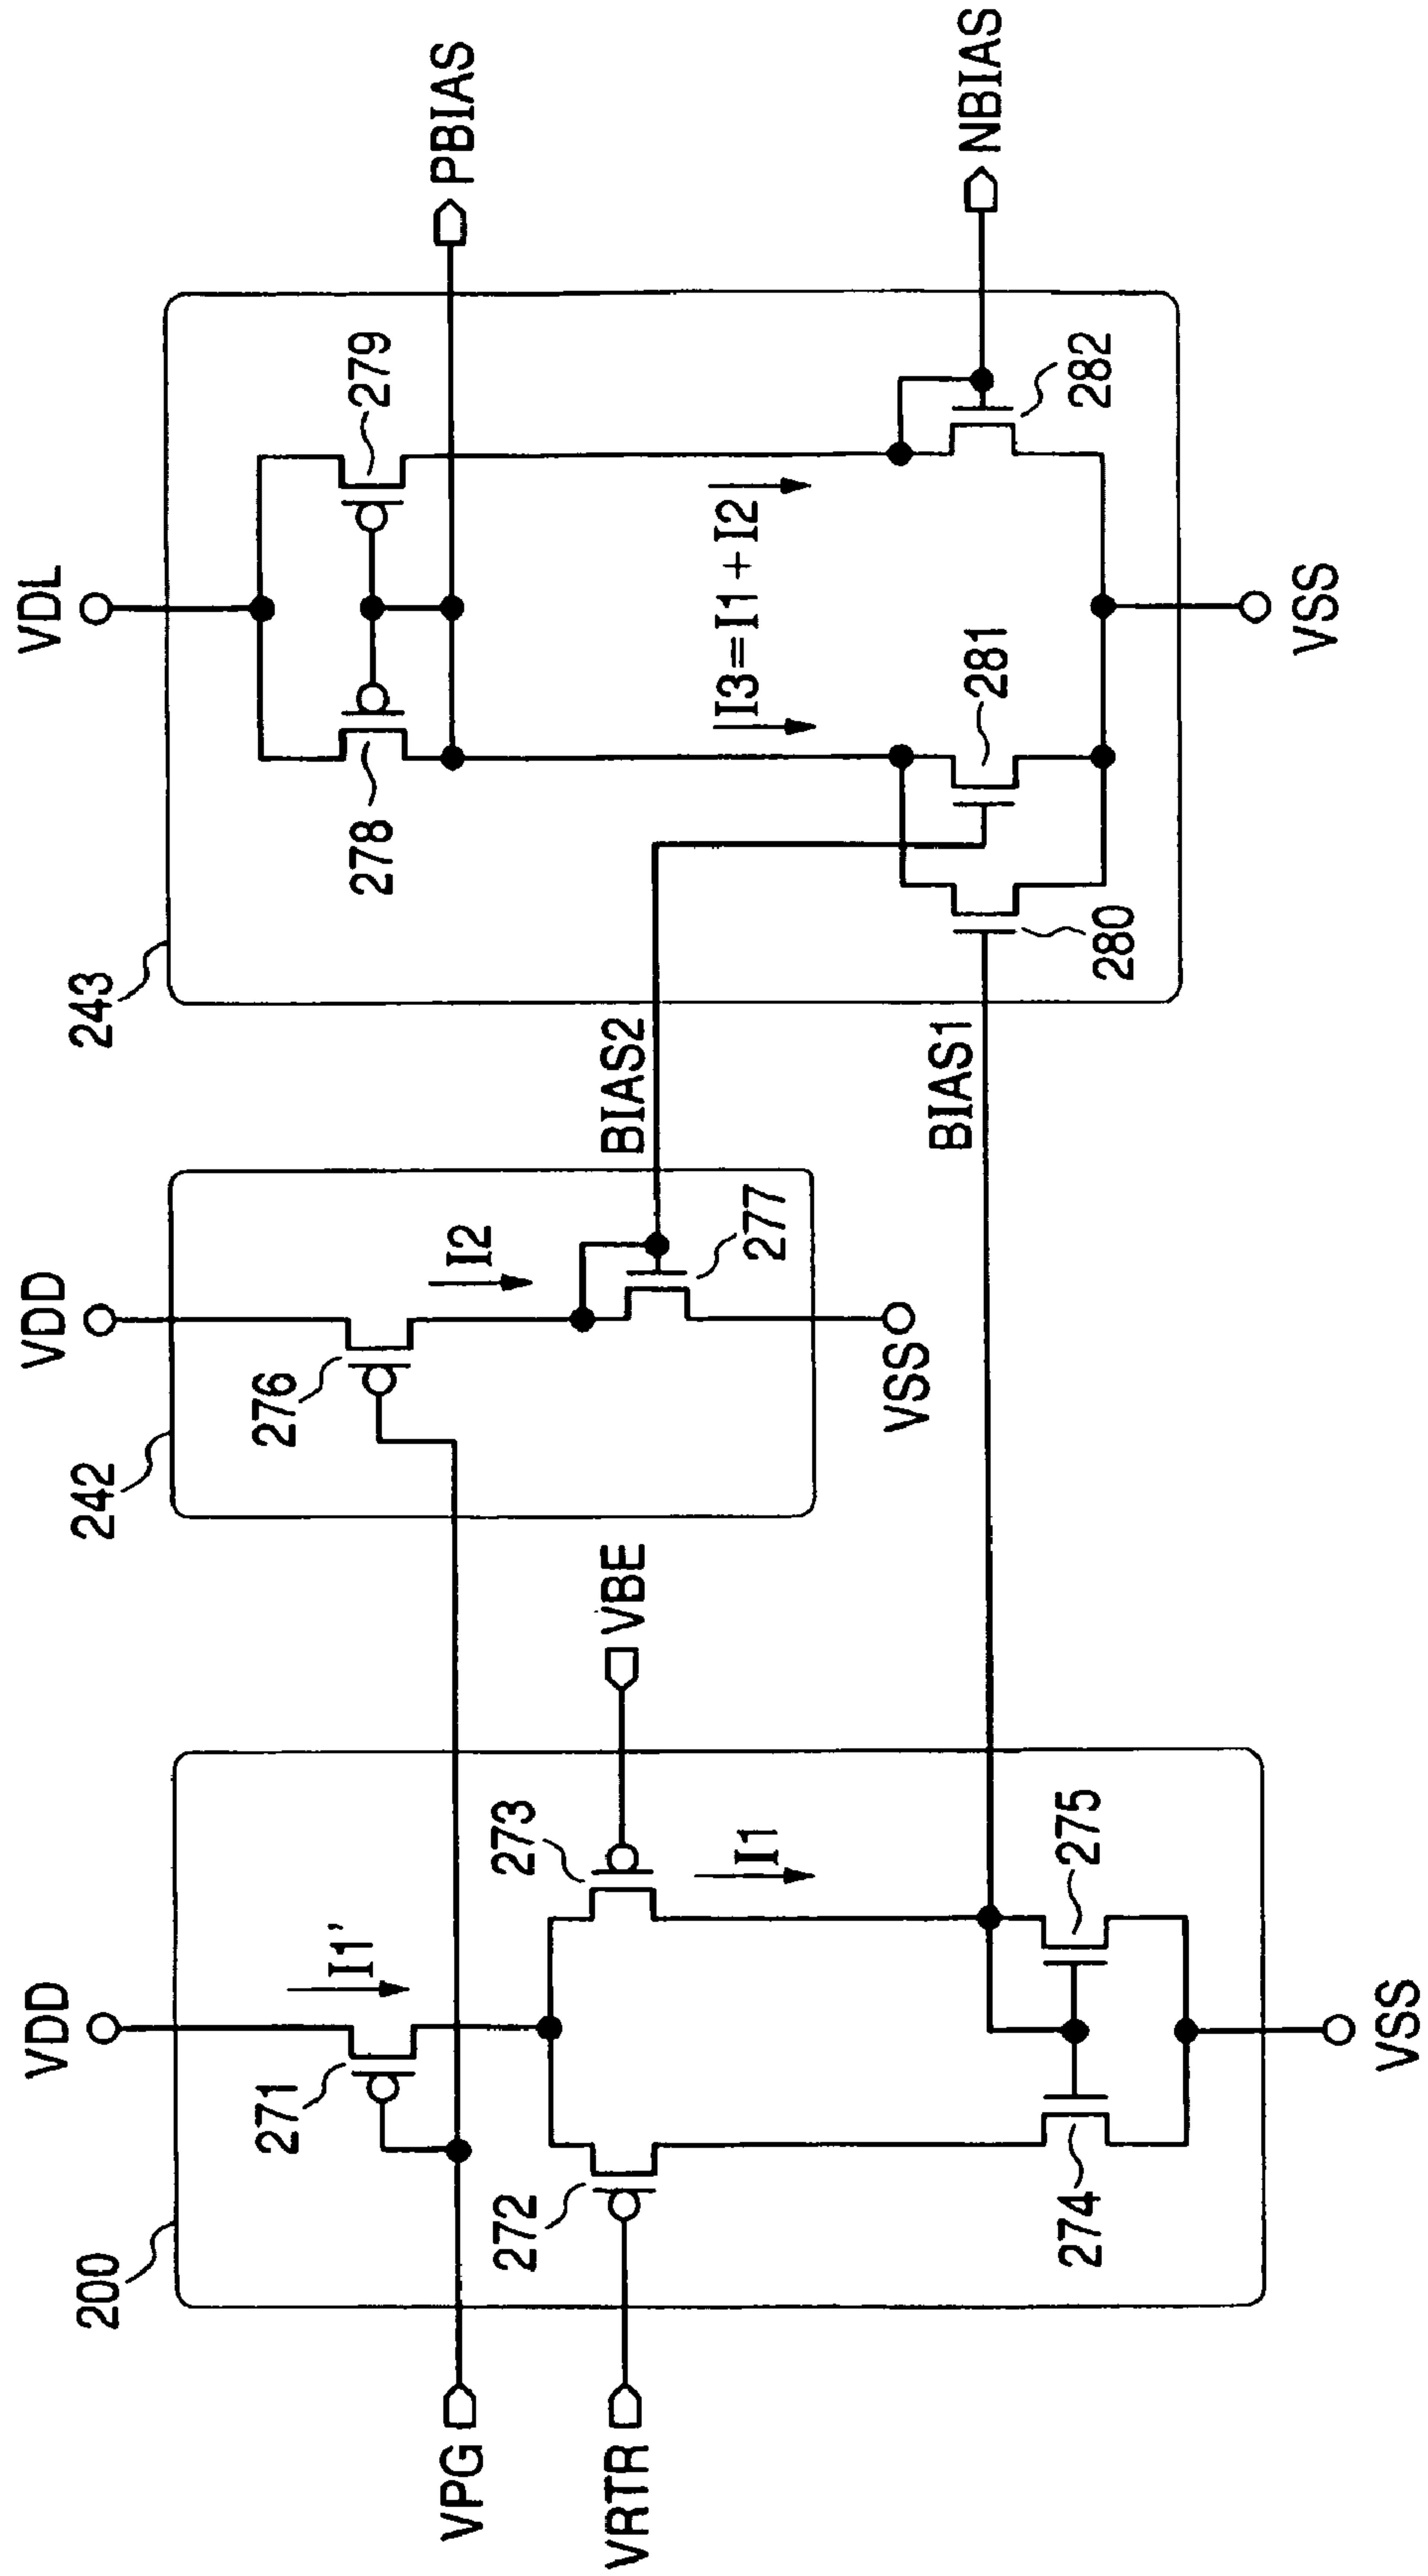 VDD
VDD
VDL
200
242
243
I1'
271
276
I2
278
279
PBIAS
VPG
VRTR
272
273
VBE
I1
277
BIAS2
I3=I1+I2
VSS
BIAS1
280
281
282
NBIAS
274
275
VSS
VSS